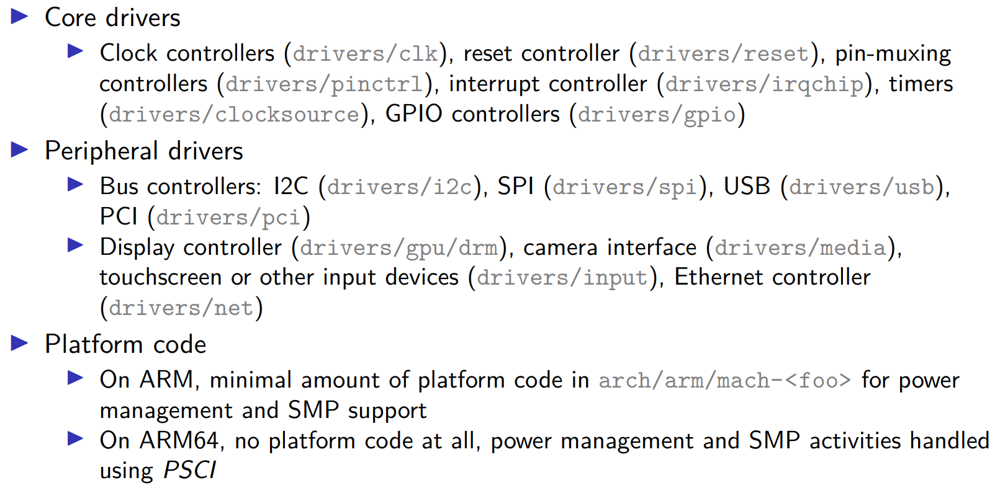 Core drivers
Clock controllers (drivers/clk), reset controller (drivers/reset), pin-muxing
controllers (drivers/pinctrl), interrupt controller (drivers/irqchip), timers
(drivers/clocksource), GPIO controllers (drivers/gpio)
Peripheral drivers
Bus controllers: I2C (drivers/i2c), SPI (drivers/spi), USB (drivers/usb),
PCI (drivers/pci)
Display controller (drivers/gpu/drm), camera interface (drivers/media),
touchscreen or other input devices (drivers/input), Ethernet controller
(drivers/net)
Platform code
On ARM, minimal amount of platform code in arch/arm/mach-<foo> for power
management and SMP support
On ARM64, no platform code at all, power management and SMP activities handled
using PSCI